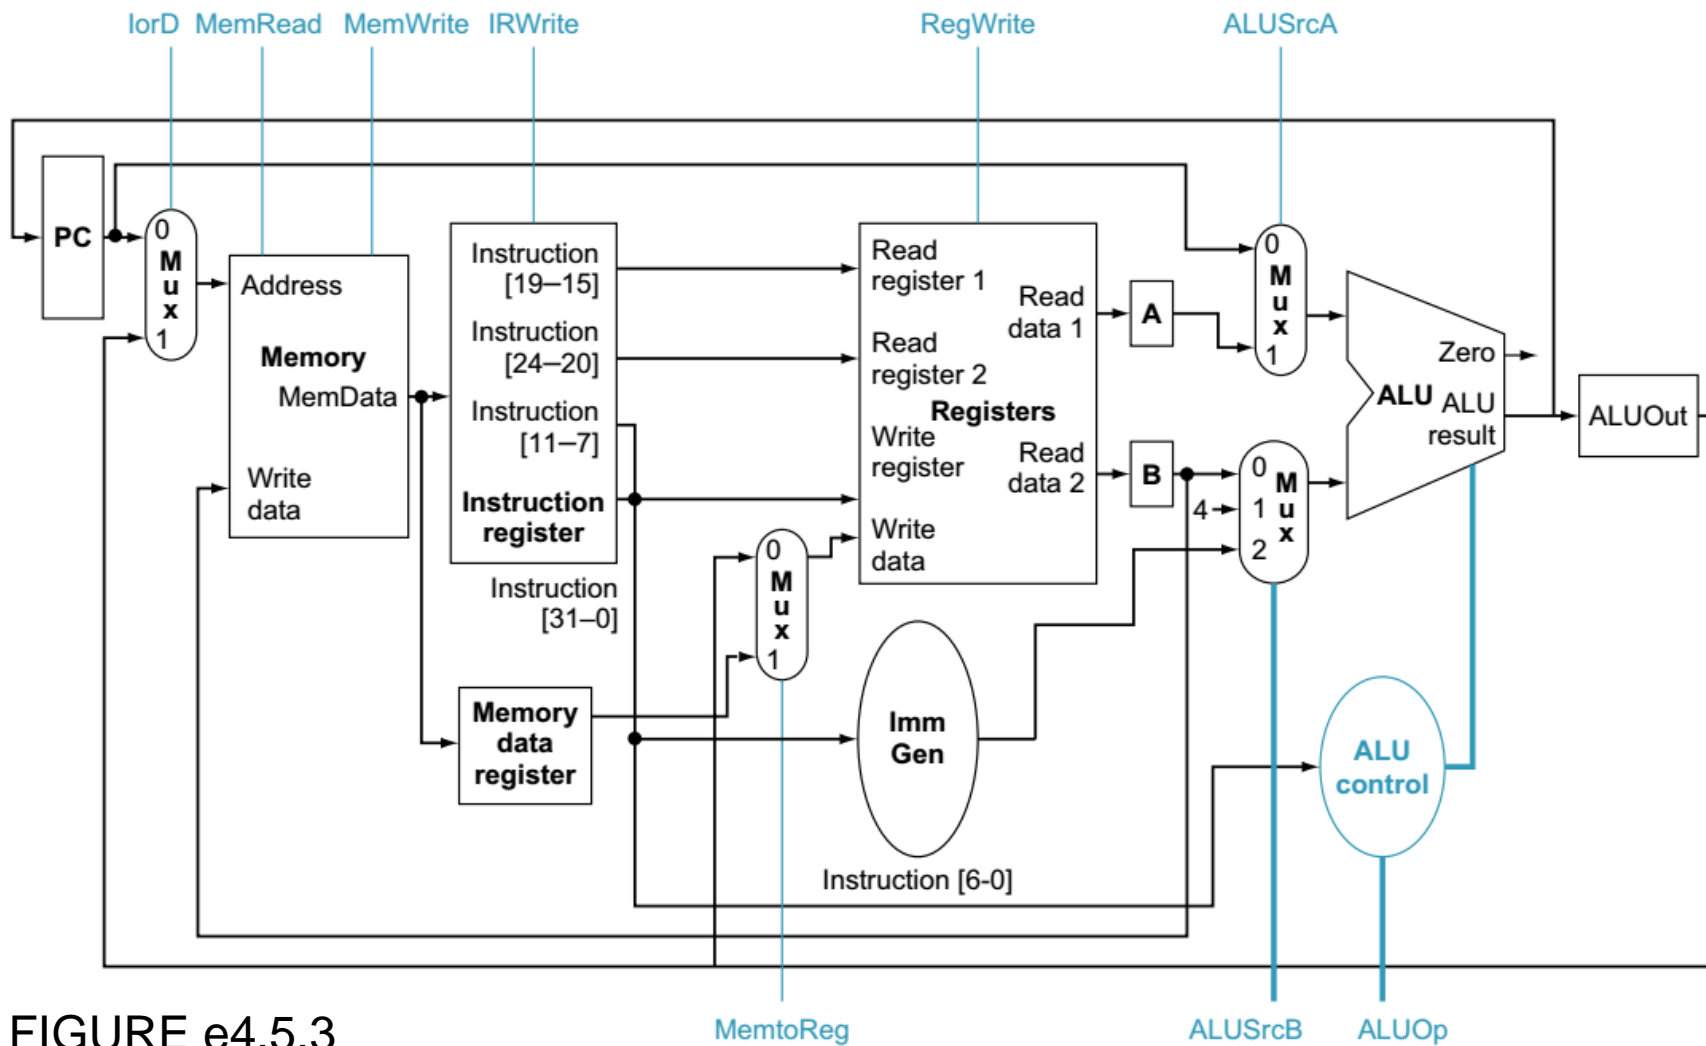 IorD MemRead MemWrite IRWrite RegWrite ALUSrcA
PC
0
M
u
x
1
Address
Memory
MemData
Write
data
Instruction
[19–15]
Instruction
[24–20]
Instruction
[11–7]
Instruction
register
Instruction
[31–0]
Memory
data
register
0
M
u
x
1
Read
register 1
Read
register 2
Registers
Write
register
Write
data
Read
data 1
Read
data 2
A
B
Imm
Gen
Instruction [6-0]
0
M
u
x
1
4
0
1
2
M
u
x
Zero
ALU
ALU
result
ALUOut
ALU
control
MemtoReg ALUSrcB ALUOp
FIGURE e4.5.3